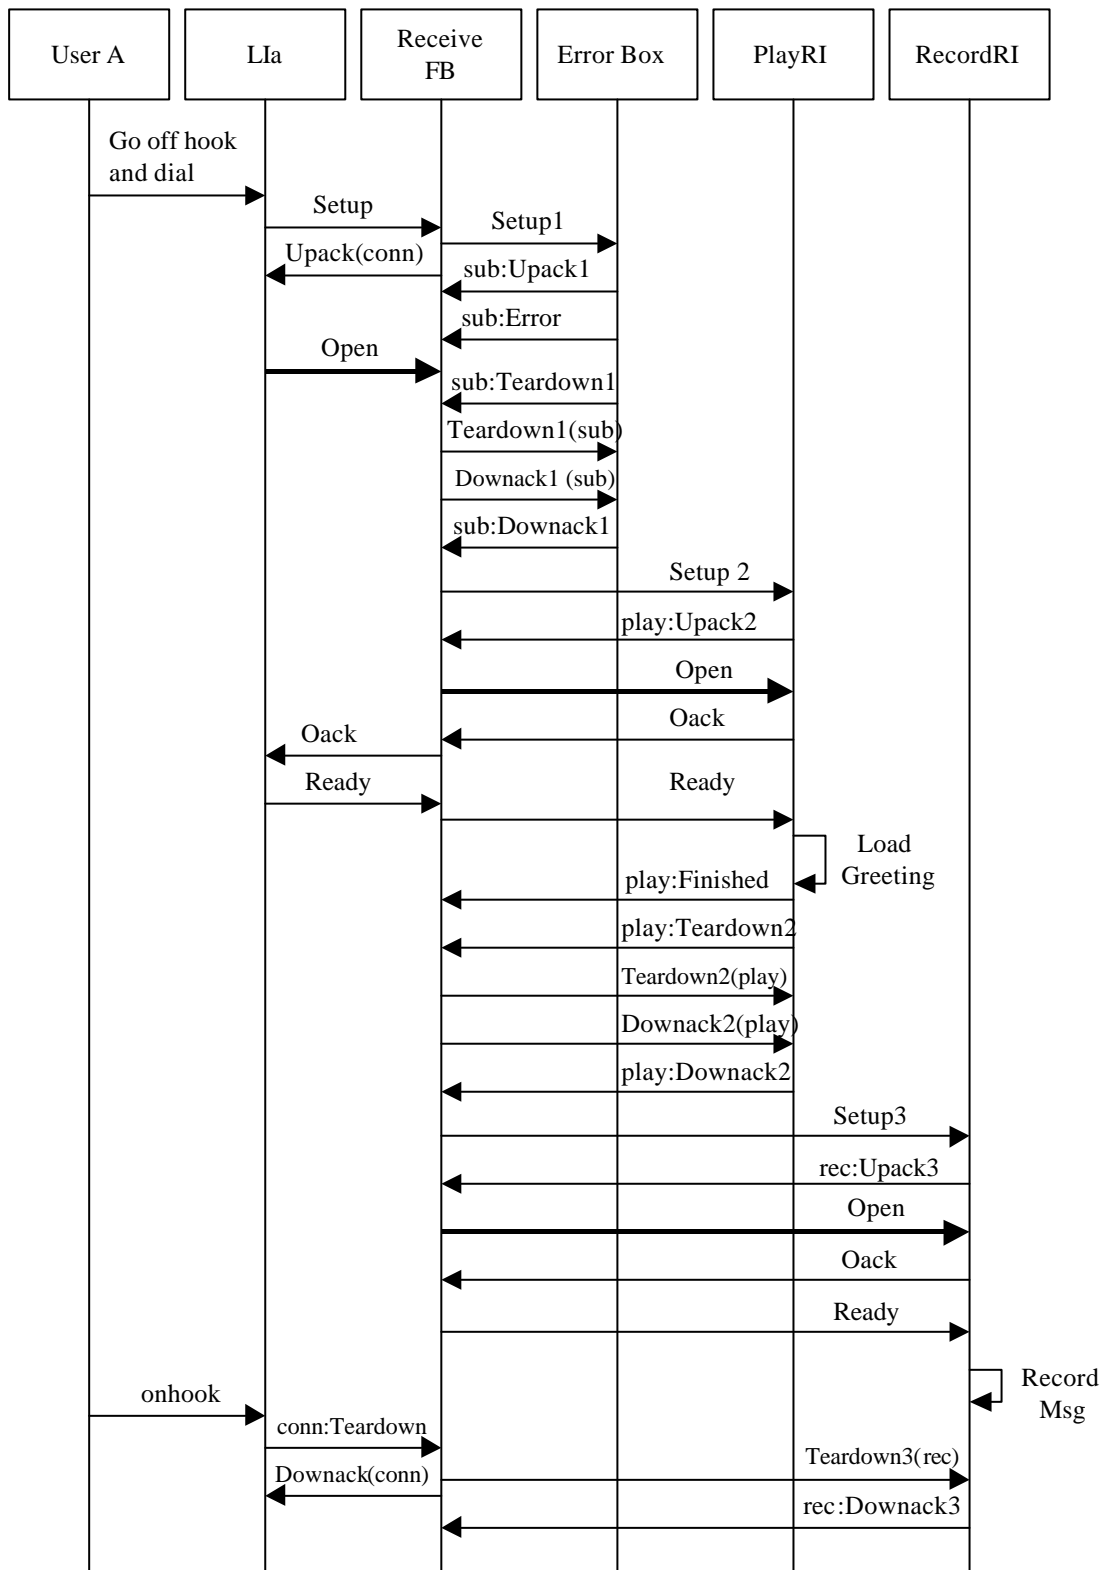 User A
LIa
Receive
FB
Error Box
PlayRI
RecordRI
Go off hook
and dial
Setup
Setup1
Upack(conn)
sub:Upack1
sub:Error
Open
sub:Teardown1
Teardown1(sub)
Downack1 (sub)
sub:Downack1
Setup 2
play:Upack2
Open
Oack
Oack
Ready
Ready
Load
Greeting
play:Finished
play:Teardown2
Teardown2(play)
Downack2(play)
play:Downack2
Setup3
rec:Upack3
Open
Oack
Ready
Record
Msg
onhook
conn:Teardown
Teardown3(rec)
Downack(conn)
rec:Downack3